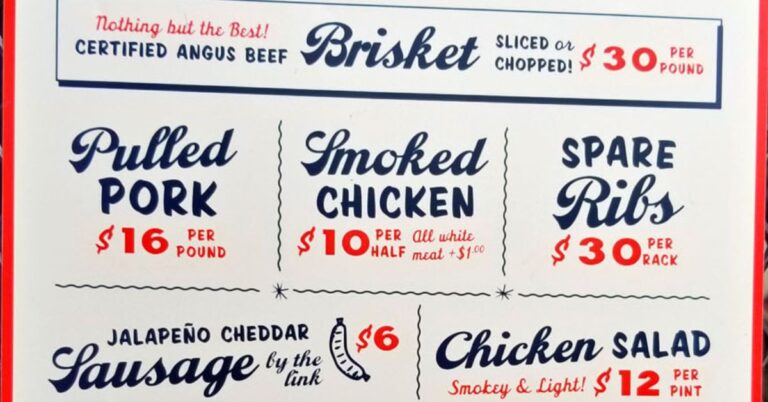 Nothing but the Best!
CERTIFIED ANGUS BEEF
Brisket
SLICED or
CHOPPED!
$30 PER
POUND
Pulled
PORK
$16 PER
POUND
Smoked
CHICKEN
$10 PER
HALF
All white
meat +$1.00
SPARE
Ribs
$30 PER
RACK
JALAPEÑO CHEDDAR
Sausage by the
link
$6
Chicken SALAD
Smokey & Light! $12 PER
PINT